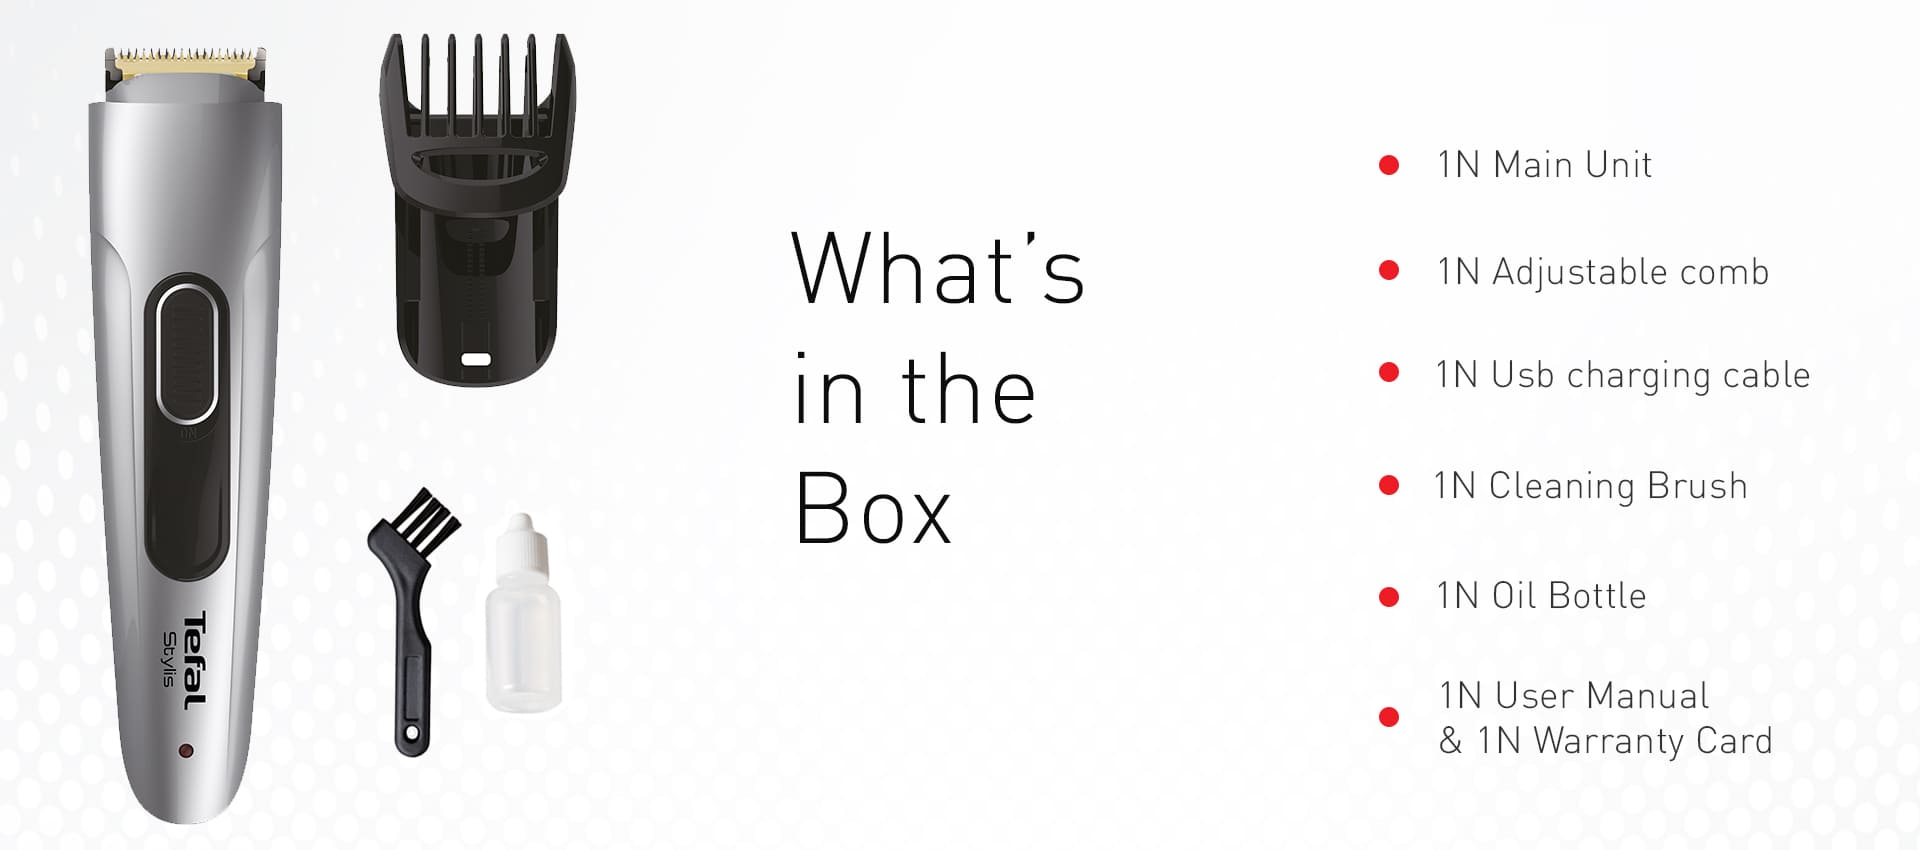 ON
Tefal
Stylis
What's
in the
Box
1N Main Unit
1N Adjustable comb
1N Usb charging cable
1N Cleaning Brush
1N Oil Bottle
1N User Manual
& 1N Warranty Card